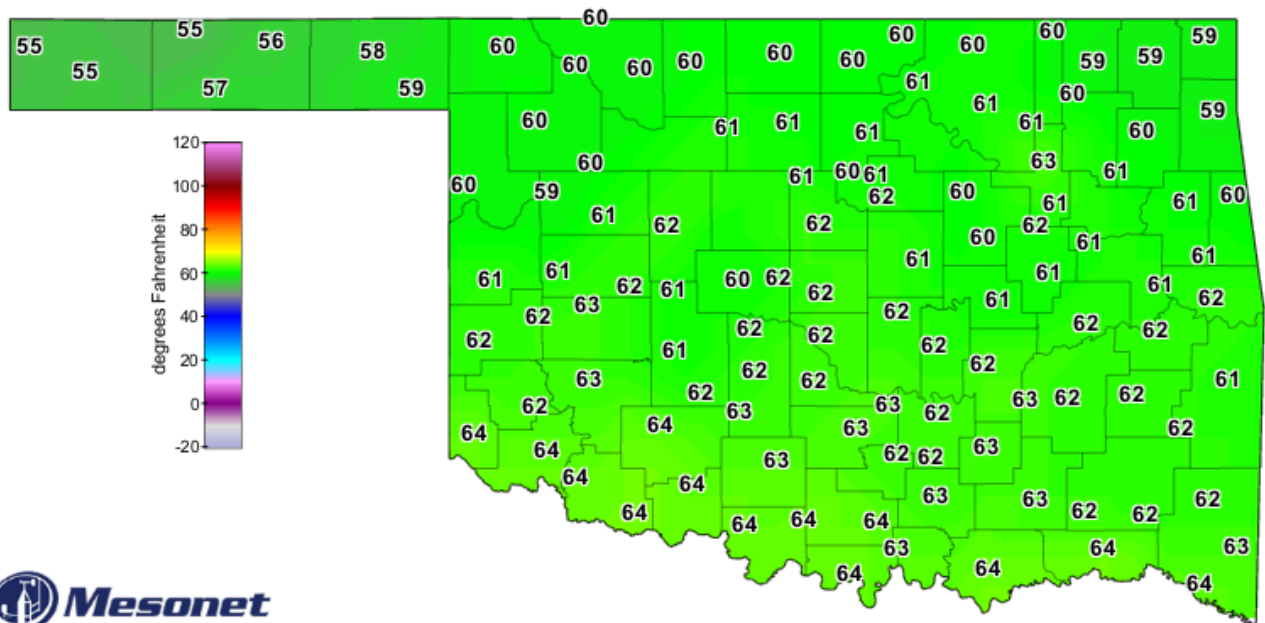 60
55 56 60 60 60 59
55 58 60 60 60 59 59
55 57 59 60 60 60 61 61 60 59
60 61 61 61 61 60
60 61 60 61 63 61
60 59 61 62 62 62 60 61 61 60
60 61 61
61 61 62 63 61 60 62 62 61 61 61 61 62
62 62 61 62 62 62 62 62 62 62
63 62 62 62 62 63 62 62 61
62 64 63 63 63 62 62
64 64 63 62 62 63
64 64 64 63 63 62 62 62
64 64 64 63 64 64 63
64 64
120
100
80
60
40
20
0
-20
degrees Fahrenheit
Mesonet